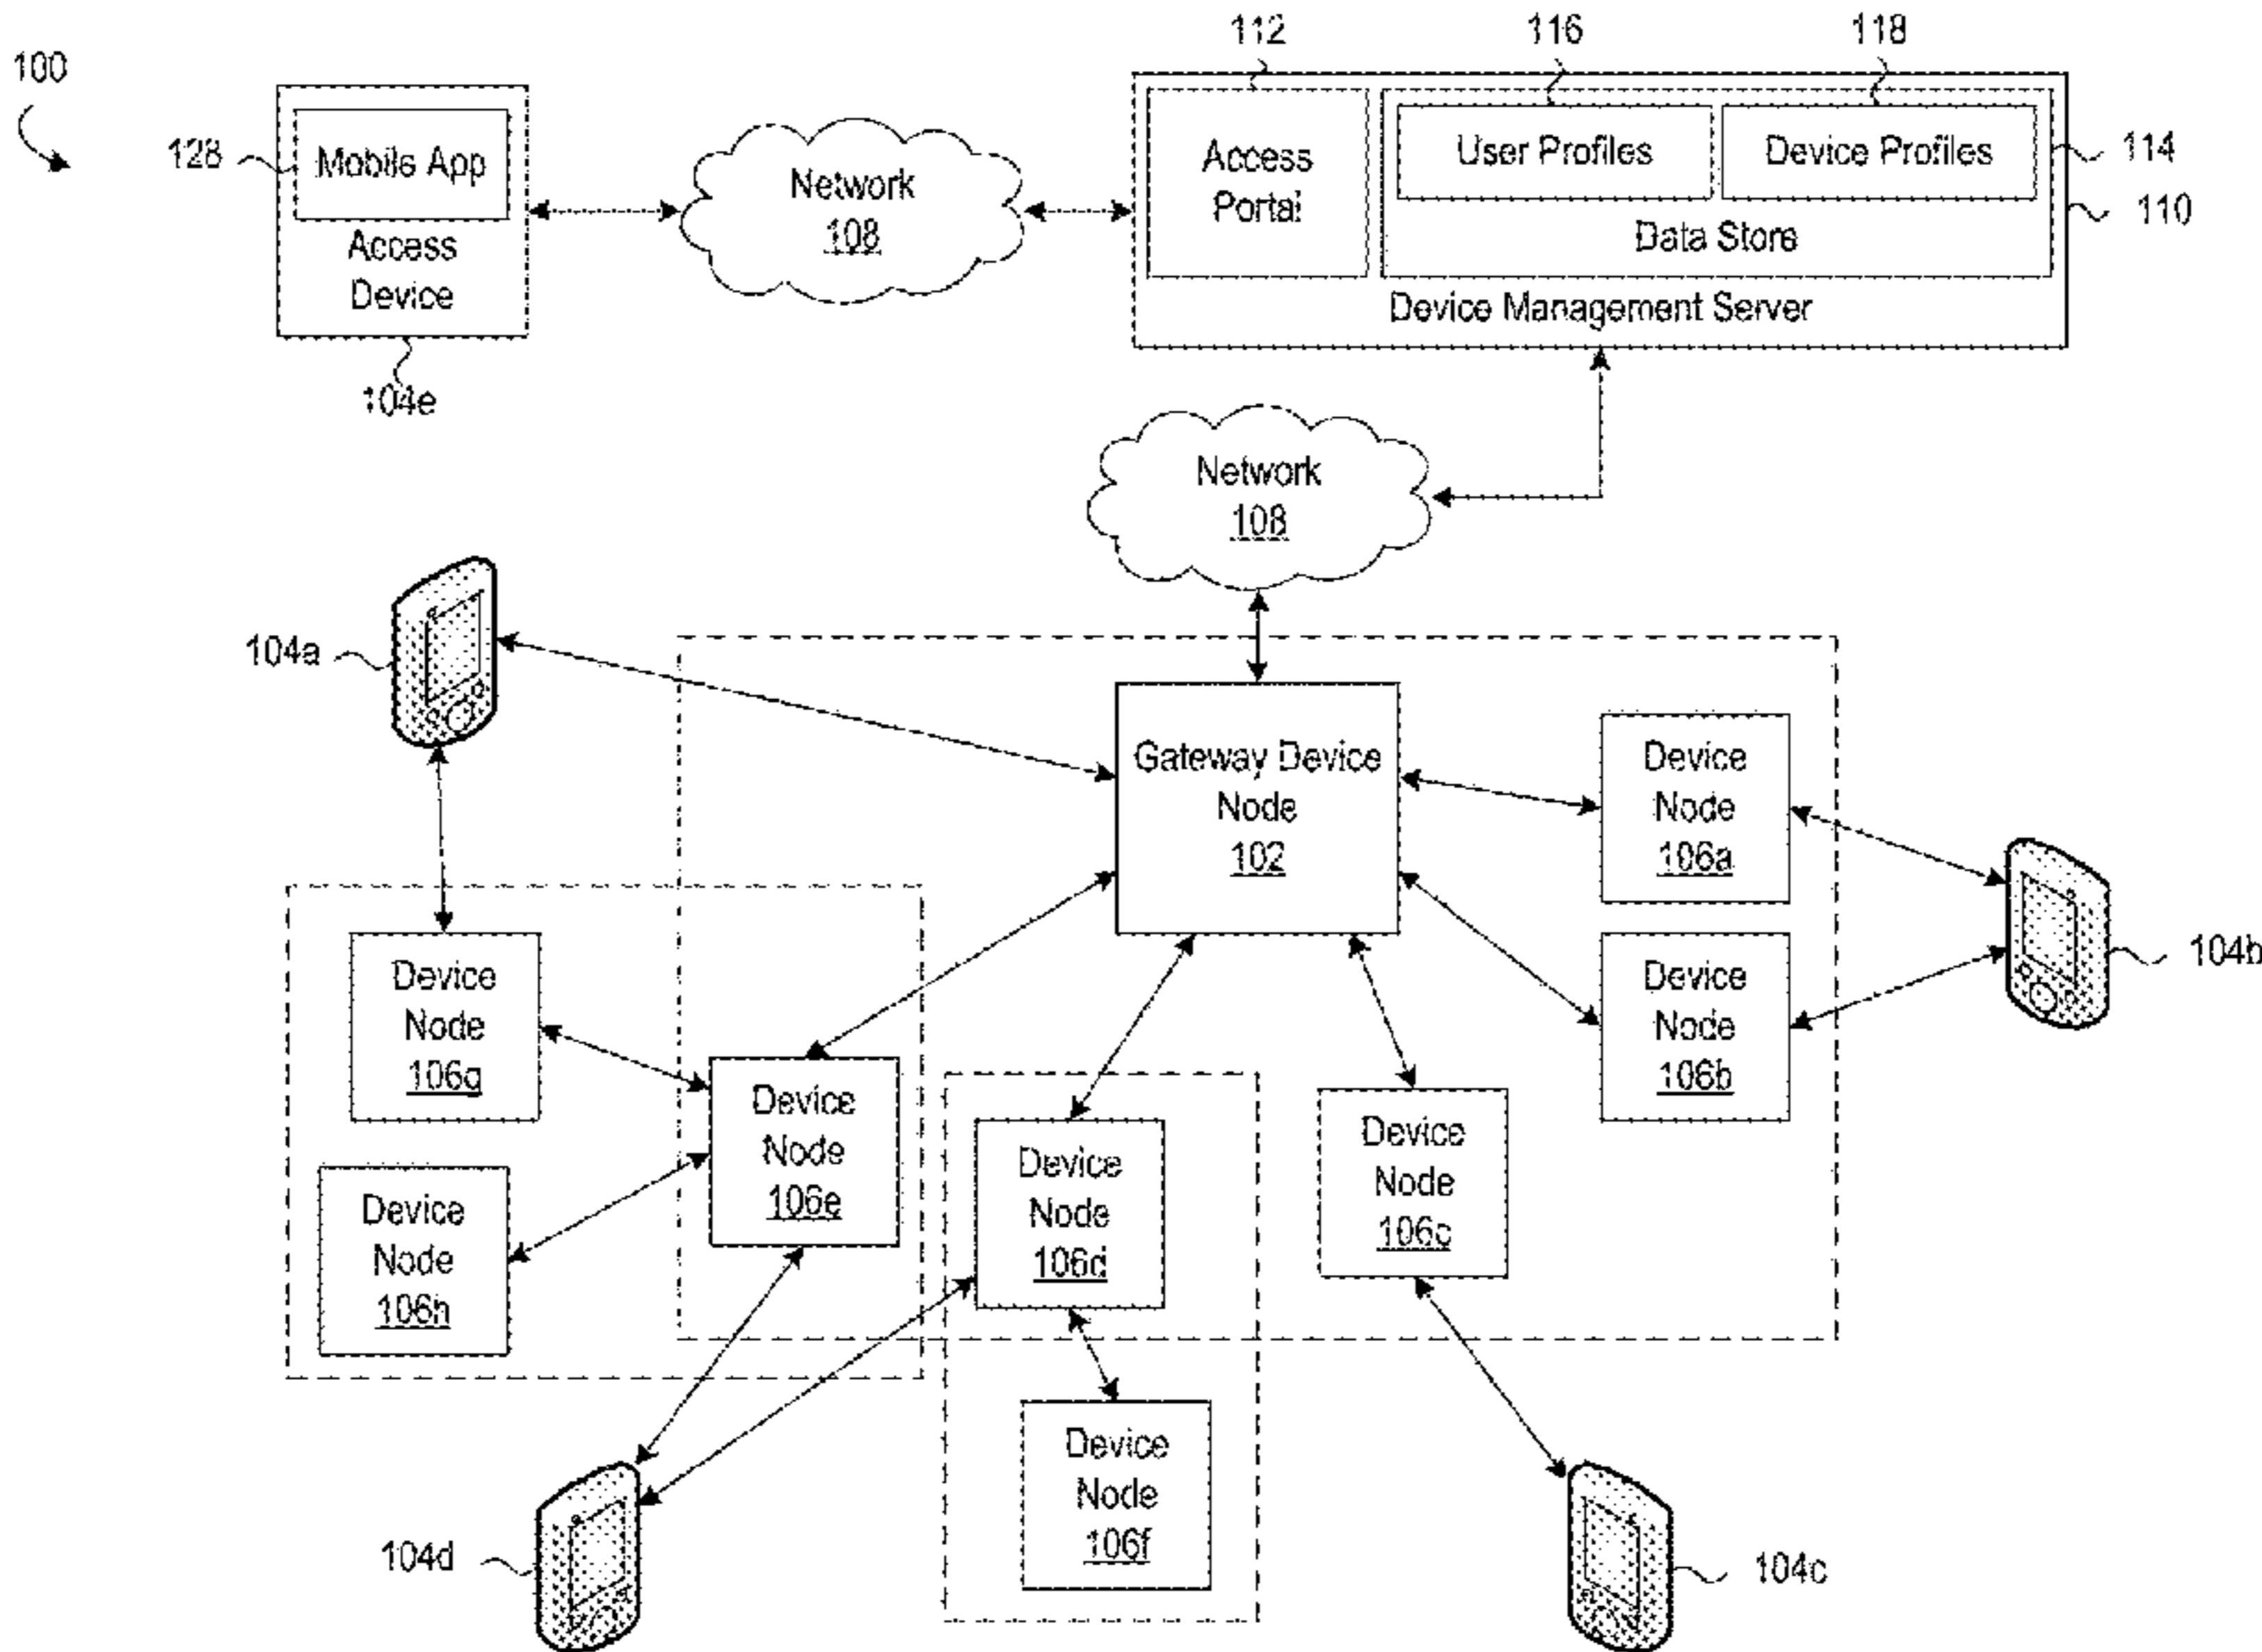 100
112
116
118
128
Mobile App
Access
Device
104e
Network
108
Access
Portal
User Profiles
Device Profiles
Data Store
Device Management Server
114
110
Network
108
104a
Gateway Device
Node
102
Device
Node
106a
104b
Device
Node
106b
Device
Node
106g
Device
Node
106e
Device
Node
106d
Device
Node
106c
Device
Node
106h
Device
Node
106f
104d
104c